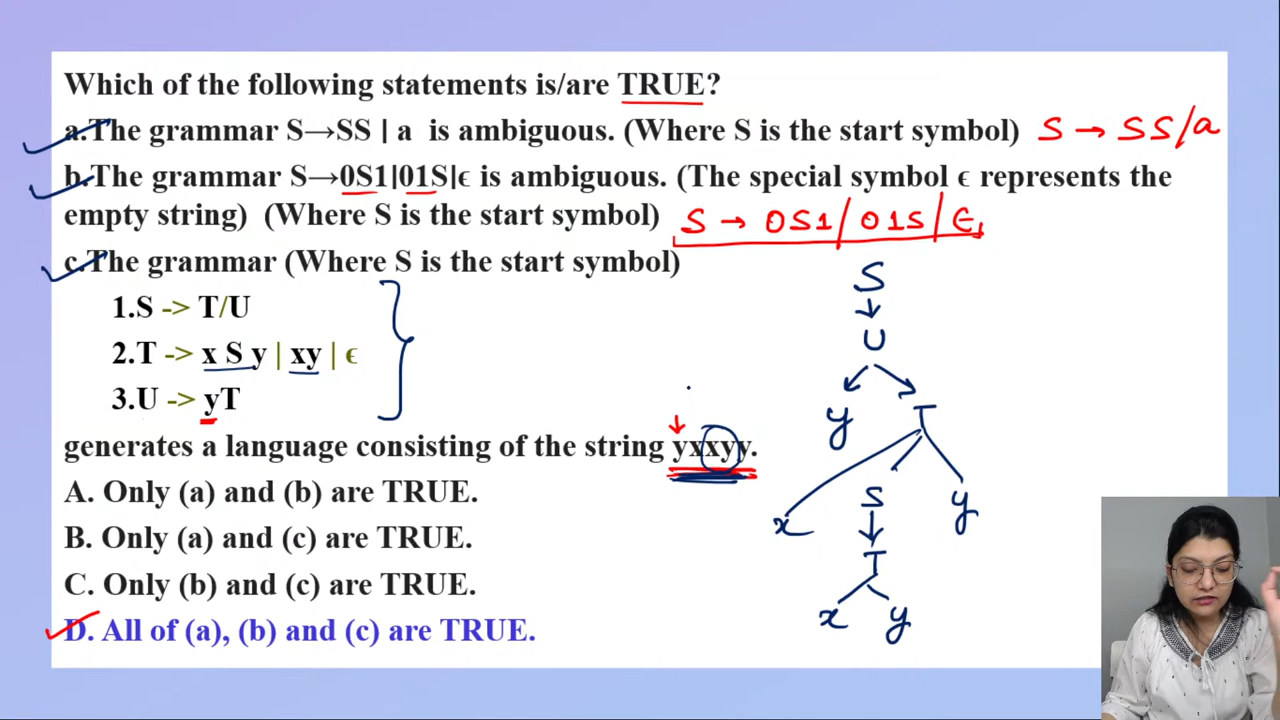 Which of the following statements is/are TRUE?
a.The grammar S→SS | a is ambiguous. (Where S is the start symbol) S → SS/a
b.The grammar S→0S1|01S|ϵ is ambiguous. (The special symbol ϵ represents the
empty string) (Where S is the start symbol) S → 0S1/01S/ϵ
c.The grammar (Where S is the start symbol)
S
1.S -> T/U
U
2.T -> x S y | xy | ϵ
3.U -> yT
y T
generates a language consisting of the string yxxyy.
A. Only (a) and (b) are TRUE.
x S y
B. Only (a) and (c) are TRUE.
T
C. Only (b) and (c) are TRUE.
x y
D. All of (a), (b) and (c) are TRUE.